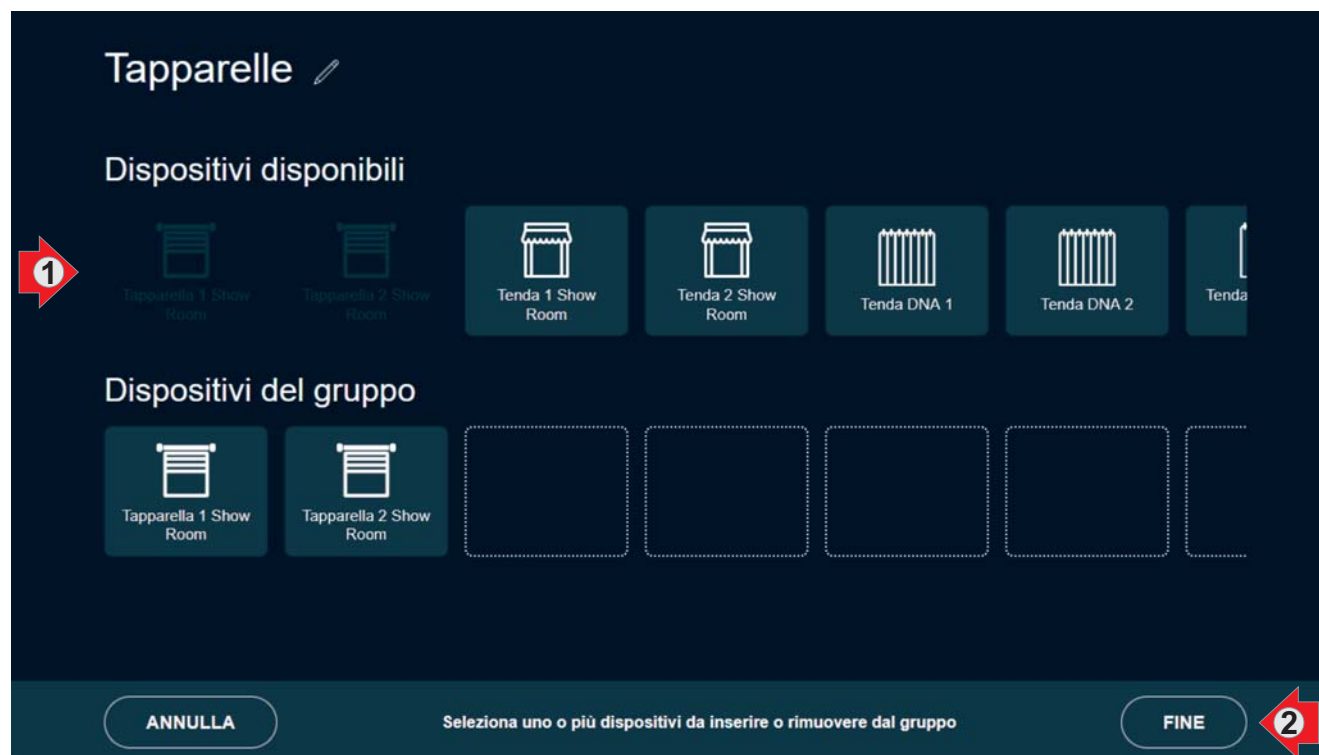 Tapparelle
Dispositivi disponibili
1
Tapparella 1 Show
Room
Tapparella 2 Show
Room
Tenda 1 Show
Room
Tenda 2 Show
Room
Tenda DNA 1
Tenda DNA 2
Tenda
Dispositivi del gruppo
Tapparella 1 Show
Room
Tapparella 2 Show
Room
ANNULLA
Seleziona uno o più dispositivi da inserire o rimuovere dal gruppo
FINE
2